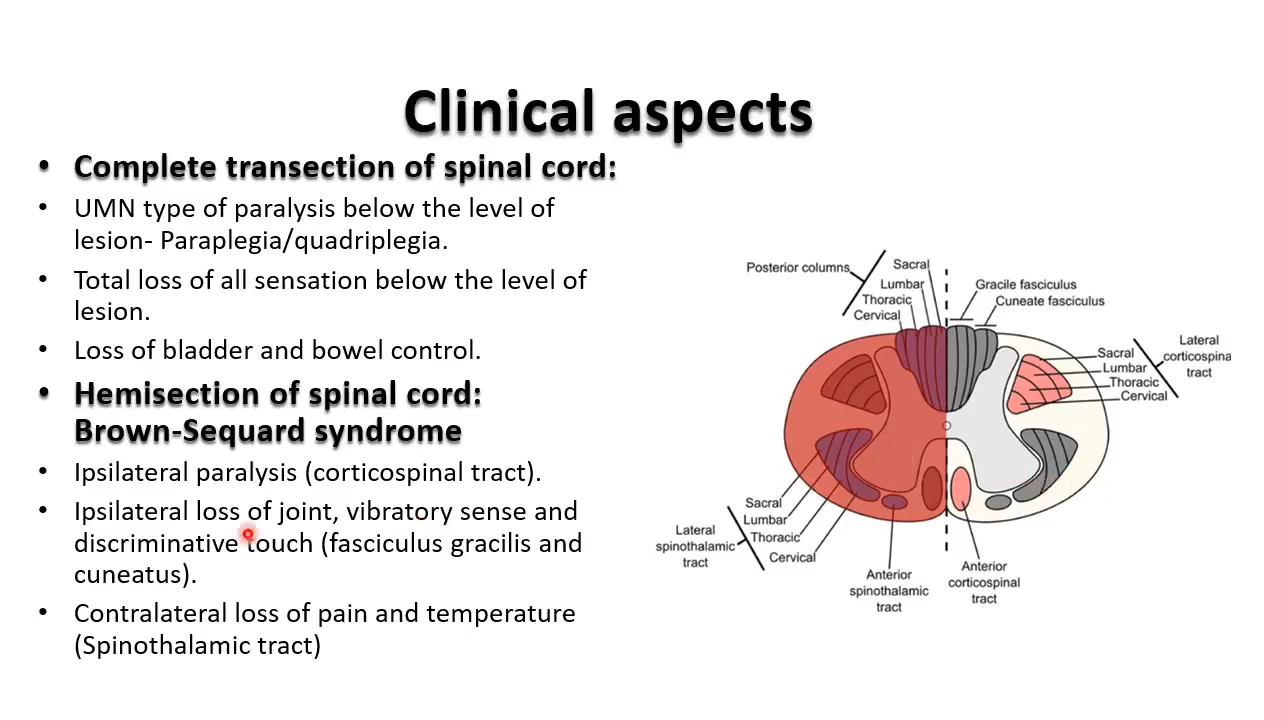 Clinical aspects
• Complete transection of spinal cord:
• UMN type of paralysis below the level of
lesion- Paraplegia/quadriplegia.
• Total loss of all sensation below the level of
lesion.
• Loss of bladder and bowel control.
• Hemisection of spinal cord:
Brown-Sequard syndrome
• Ipsilateral paralysis (corticospinal tract).
• Ipsilateral loss of joint, vibratory sense and
discriminative touch (fasciculus gracilis and
cuneatus).
• Contralateral loss of pain and temperature
(Spinothalamic tract)
Posterior columns
Sacral
Lumbar
Thoracic
Cervical
Gracile fasciculus
Cuneate fasciculus
Sacral
Lumbar
Thoracic
Cervical
Lateral
corticospina
tract
Lateral
spinothalamic
tract
Sacral
Lumbar
Thoracic
Cervical
Anterior
spinothalamic
tract
Anterior
corticospinal
tract